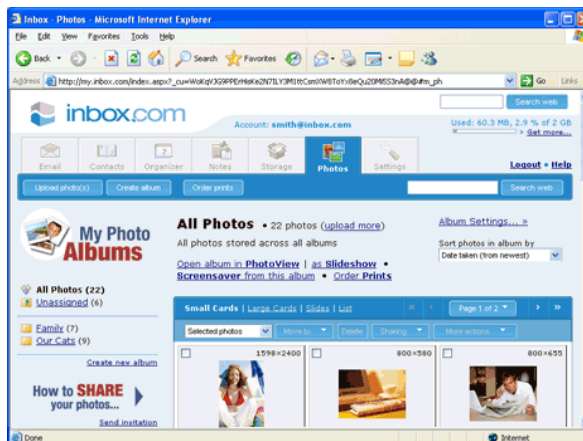 Inbox - Photos - Microsoft Internet Explorer
File Edit View Favorites Tools Help
Back Search Favorites
Address Go Links
inbox.com
Search web
Account: smith@inbox.com
Used: 60.3 MB, 2.9 % of 2 GB
» Get more...
Email Contacts Organizer Notes Storage Photos Settings
Logout • Help
Upload photo(s) Create album Order prints Search web
My Photo
Albums
All Photos (22)
Unassigned (6)
Family (7)
Our Cats (9)
Create new album
How to SHARE
your photos...
Send invitation
All Photos • 22 photos (upload more)
All photos stored across all albums
Open album in PhotoView | as Slideshow •
Screensaver from this album • Order Prints
Album Settings... »
Sort photos in album by
Date taken (from newest)
Small Cards | Large Cards | Slides | List
Page 1 of 2
Selected photos Move to... Delete Sharing... More actions...
1598×2400 800×580 800×655
Done Internet